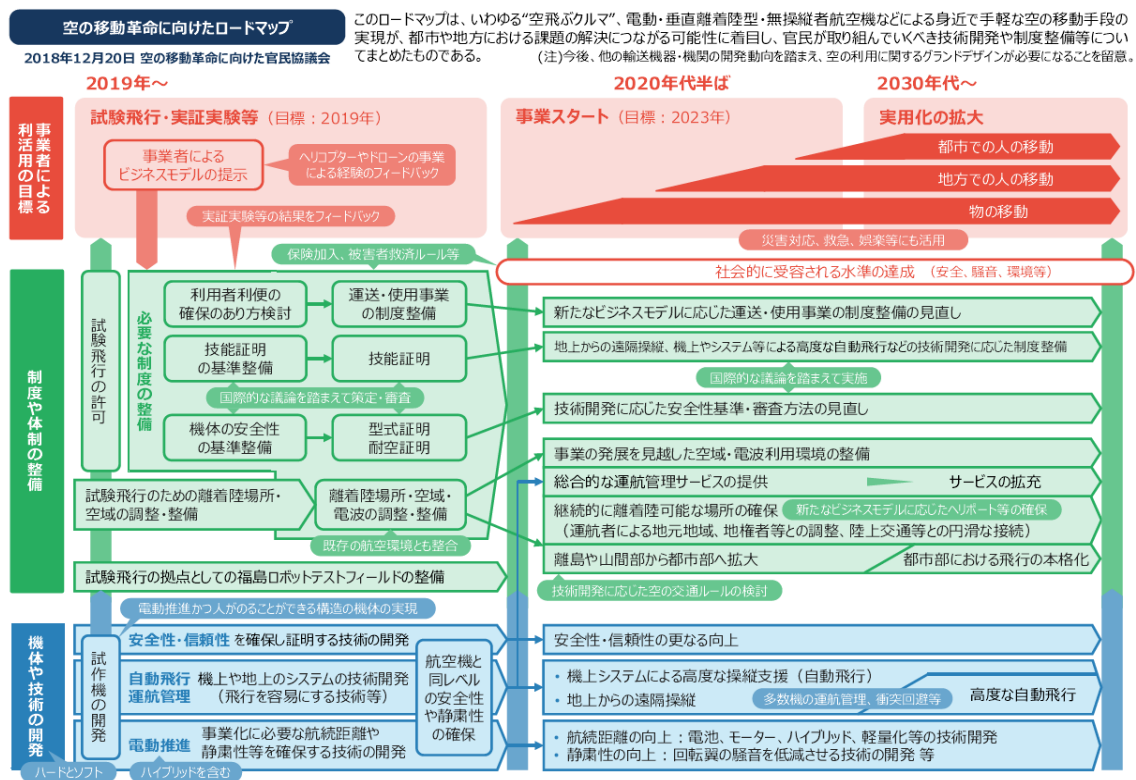 空の移動革命に向けたロードマップ
2018年12月20日 空の移動革命に向けた官民協議会
このロードマップは、いわゆる“空飛ぶクルマ”、電動・垂直離着陸型・無操縦者航空機などによる身近で手軽な空の移動手段の
実現が、都市や地方における課題の解決につながる可能性に着目し、官民が取り組んでいくべき技術開発や制度整備等につい
てまとめたものである。
(注)今後、他の輸送機器・機関の開発動向を踏まえ、空の利用に関するグランドデザインが必要になることを留意。
2019年～
2020年代半ば
2030年代～
事業者による
利活用の目標
試験飛行・実証実験等（目標：2019年）
事業者による
ビジネスモデルの提示
ヘリコプターやドローンの事業
による経験のフィードバック
実証実験等の結果をフィードバック
事業スタート（目標：2023年）
実用化の拡大
都市での人の移動
地方での人の移動
物の移動
災害対応、救急、娯楽等にも活用
制度や体制の整備
保険加入、被害者救済ルール等
社会的に受容される水準の達成　（安全、騒音、環境等）
試験飛行の許可
必要な制度の整備
利用者利便の
確保のあり方検討
運送・使用事業
の制度整備
新たなビジネスモデルに応じた運送・使用事業の制度整備の見直し
技能証明
の基準整備
技能証明
地上からの遠隔操縦、機上やシステム等による高度な自動飛行などの技術開発に応じた制度整備
国際的な議論を踏まえて策定・審査
国際的な議論を踏まえて実施
機体の安全性
の基準整備
型式証明
耐空証明
技術開発に応じた安全性基準・審査方法の見直し
試験飛行のための離着陸場所・
空域の調整・整備
離着陸場所・空域・
電波の調整・整備
既存の航空環境とも整合
事業の発展を見越した空域・電波利用環境の整備
総合的な運航管理サービスの提供
サービスの拡充
継続的に離着陸可能な場所の確保
新たなビジネスモデルに応じたヘリポート等の確保
（運航者による地元地域、地権者等との調整、陸上交通等との円滑な接続）
離島や山間部から都市部へ拡大
都市部における飛行の本格化
試験飛行の拠点としての福島ロボットテストフィールドの整備
技術開発に応じた空の交通ルールの検討
機体や技術の開発
電動推進かつ人がのることができる構造の機体の実現
試作機の開発
安全性・信頼性 を確保し証明する技術の開発
自動飛行
運航管理
機上や地上のシステムの技術開発
（飛行を容易にする技術等）
電動推進
事業化に必要な航続距離や
静粛性等を確保する技術の開発
航空機と
同レベル
の安全性
や静粛性
の確保
安全性・信頼性の更なる向上
・機上システムによる高度な操縦支援（自動飛行）
・地上からの遠隔操縦
多数機の運航管理、衝突回避等
高度な自動飛行
・航続距離の向上：電池、モーター、ハイブリッド、軽量化等の技術開発
・静粛性の向上：回転翼の騒音を低減させる技術の開発 等
ハードとソフト
ハイブリッドを含む